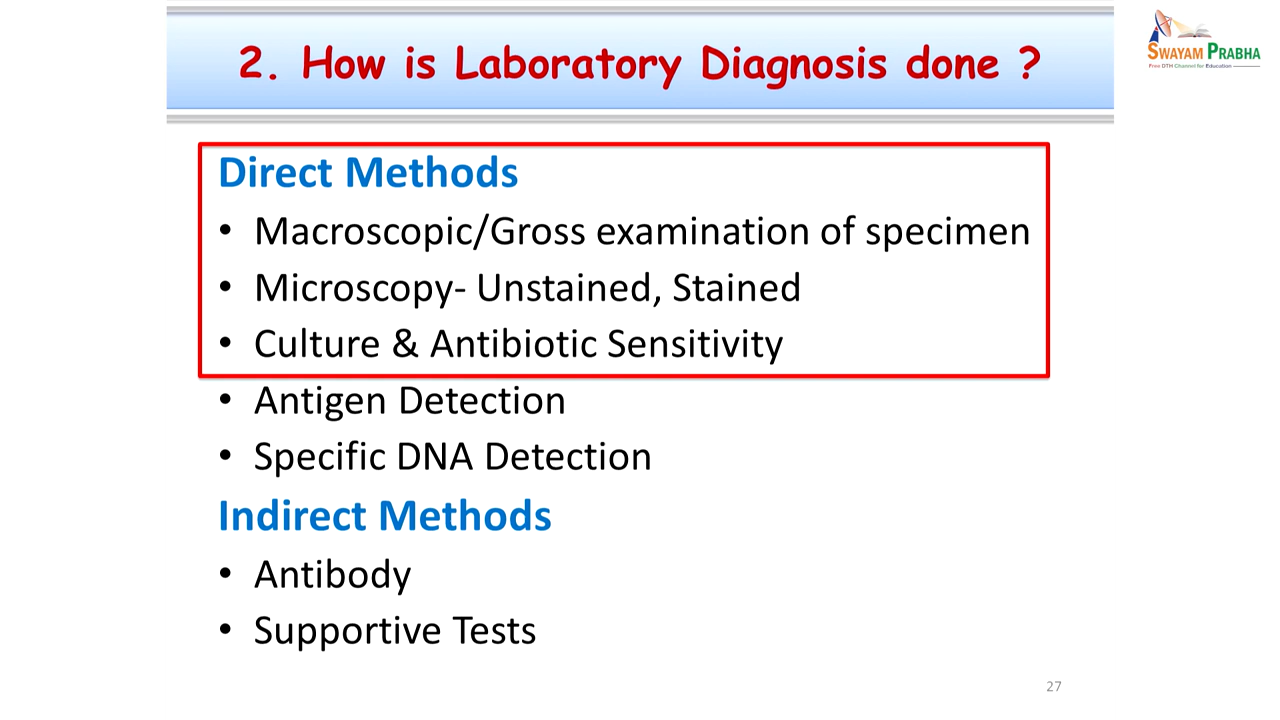 2. How is Laboratory Diagnosis done ?
SWAYAM PRABHA
Free DTH Channel for Education
Direct Methods
• Macroscopic/Gross examination of specimen
• Microscopy- Unstained, Stained
• Culture & Antibiotic Sensitivity
• Antigen Detection
• Specific DNA Detection
Indirect Methods
• Antibody
• Supportive Tests
27